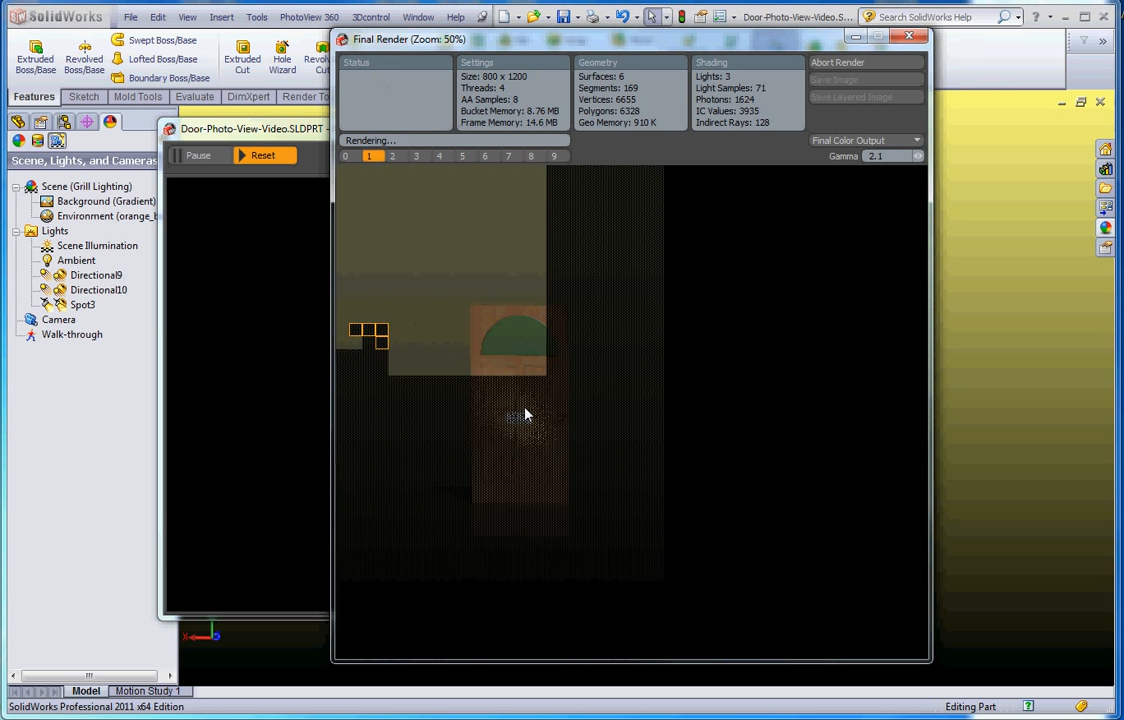 SolidWorks
File Edit View Insert Tools PhotoView 360 3Dcontrol Window Help
Door-Photo-View-Video.S...
Search SolidWorks Help
Extruded Boss/Base
Revolved Boss/Base
Swept Boss/Base
Lofted Boss/Base
Boundary Boss/Base
Extruded Cut
Hole Wizard
Revolv
Cut
Features Sketch Mold Tools Evaluate DimXpert Render To
Door-Photo-View-Video.SLDPRT -
Pause Reset
Scene, Lights, and Cameras
Scene (Grill Lighting)
Background (Gradient)
Environment (orange_b
Lights
Scene Illumination
Ambient
Directional9
Directional10
Spot3
Camera
Walk-through
Final Render (Zoom: 50%)
Status
Settings
Size: 800 x 1200
Threads: 4
AA Samples: 8
Bucket Memory: 8.76 MB
Frame Memory: 14.6 MB
Geometry
Surfaces: 6
Segments: 169
Vertices: 6655
Polygons: 6328
Geo Memory: 910 K
Shading
Lights: 3
Light Samples: 71
Photons: 1624
IC Values: 3935
Indirect Rays: 128
Abort Render
Save Image
Save Layered Image
Rendering...
Final Color Output
0 1 2 3 4 5 6 7 8 9
Gamma 2.1
X
Model Motion Study 1
SolidWorks Professional 2011 x64 Edition
Editing Part